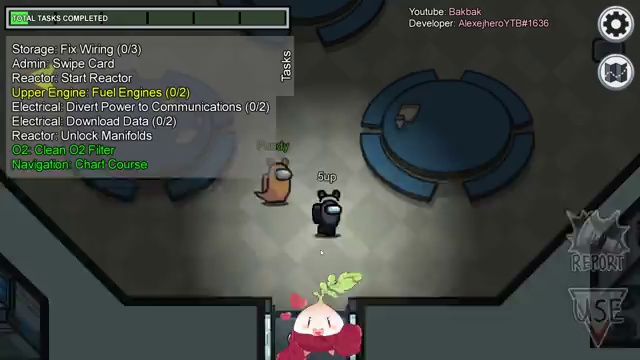 TOTAL TASKS COMPLETED
Youtube: Bakbak
Developer: AlexejheroYTB#1636
Storage: Fix Wiring (0/3)
Admin: Swipe Card
Reactor: Start Reactor
Upper Engine: Fuel Engines (0/2)
Electrical: Divert Power to Communications (0/2)
Electrical: Download Data (0/2)
Reactor: Unlock Manifolds
O2: Clean O2 Filter
Navigation: Chart Course
Tasks
5up
REPORT
USE